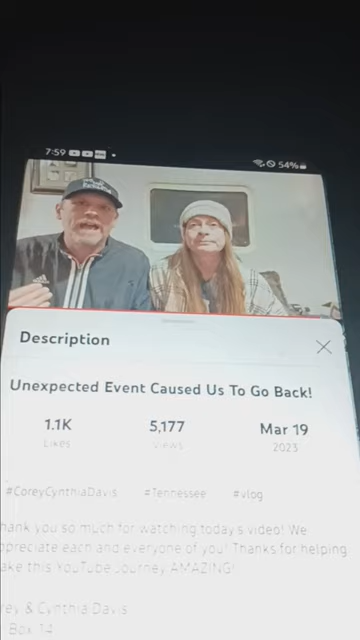 7:59
54%
Description
Unexpected Event Caused Us To Go Back!
1.1K 5,177 Mar 19
Likes Views 2023
#CoreyCynthiaDavis #Tennessee #vlog
hank you so much for watching today's video! We
ppreciate each and everyone of you! Thanks for helping
ake this YouTube Journey AMAZING!
rey & Cynthia Davis
Box 14